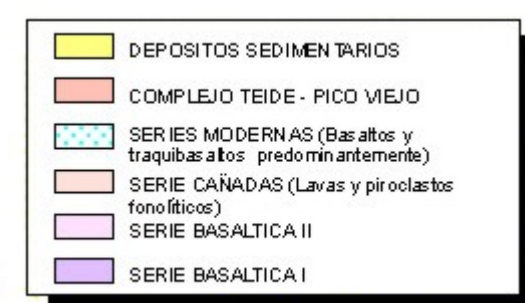 DEPOSITOS SEDIMENTARIOS
COMPLEJO TEIDE - PICO VIEJO
SERIES MODERNAS (Basaltos y
traquibasaltos predominantemente)
SERIE CAÑADAS (Lavas y piroclastos
fonolíticos)
SERIE BASALTICA II
SERIE BASALTICA I